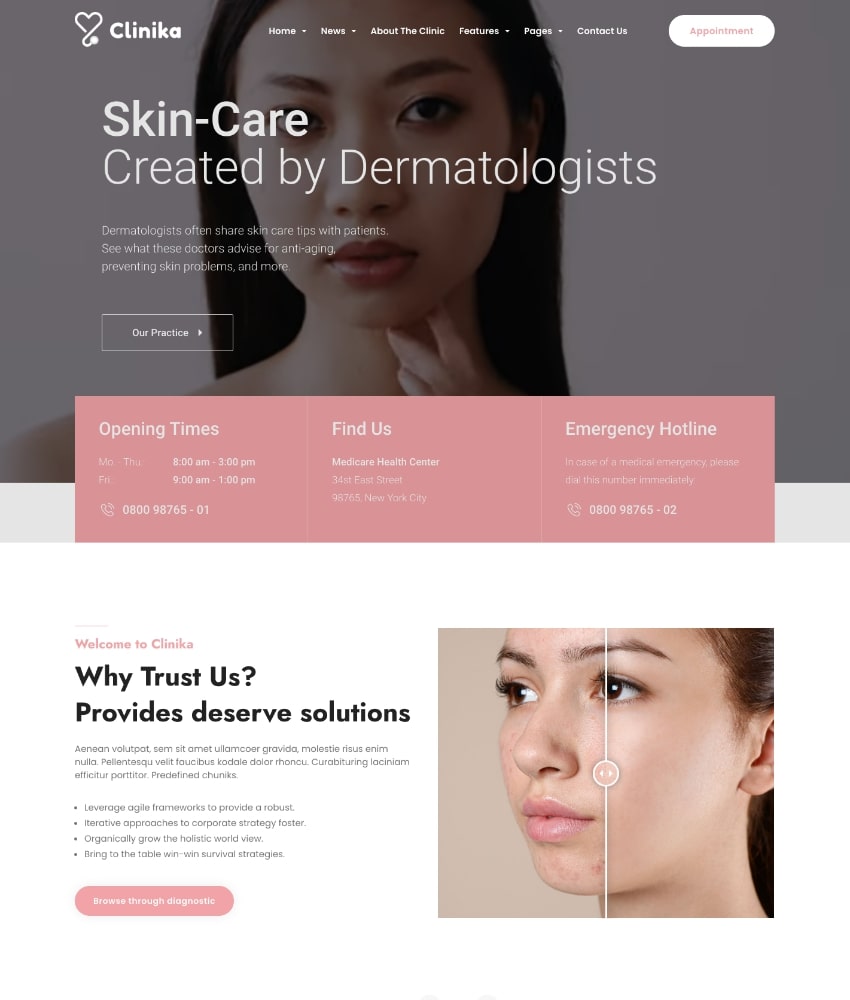 Clinika
Home News About The Clinic Features Pages Contact Us Appointment
Skin-Care
Created by Dermatologists
Dermatologists often share skin care tips with patients.
See what these doctors advise for anti-aging,
preventing skin problems, and more.
Our Practice
Opening Times
Mo. - Thu.: 8:00 am - 3:00 pm
Fri.: 9:00 am - 1:00 pm
0800 98765 - 01
Find Us
Medicare Health Center
34st East Street
98765, New York City
Emergency Hotline
In case of a medical emergency, please
dial this number immediately
0800 98765 - 02
Welcome to Clinika
Why Trust Us?
Provides deserve solutions
Aenean volutpat, sem sit amet ullamcoer gravida, molestie risus enim
nulla. Pellentesqu velit faucibus kodale doior rhoncu. Curabituring laciniam
efficitur porttitor. Predefined chuniks.
Leverage agile frameworks to provide a robust.
Iterative approaches to corporate strategy foster.
Organically grow the holistic world view.
Bring to the table win-win survival strategies.
Browse through diagnostic